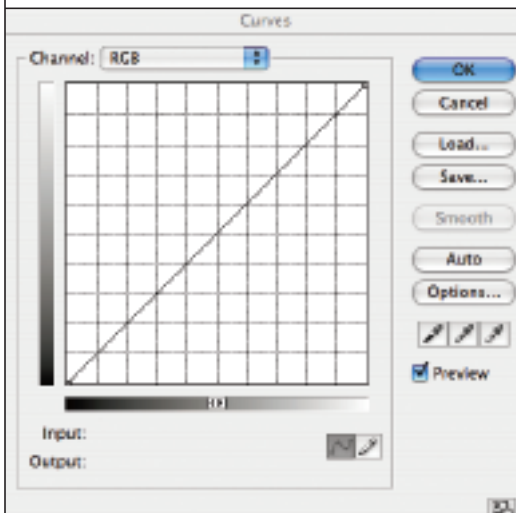 Curves
Channel: RGB
OK
Cancel
Load...
Save...
Smooth
Auto
Options...
Preview
Input:
Output: